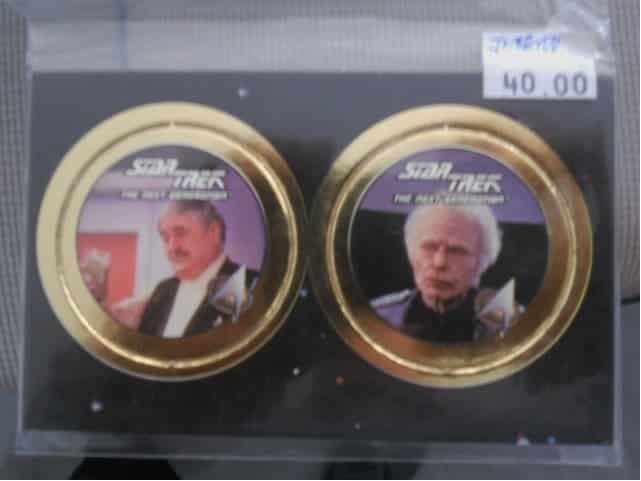 40.00
STAR
TREK
THE NEXT GENERATION
STAR
TREK
THE NEXT GENERATION